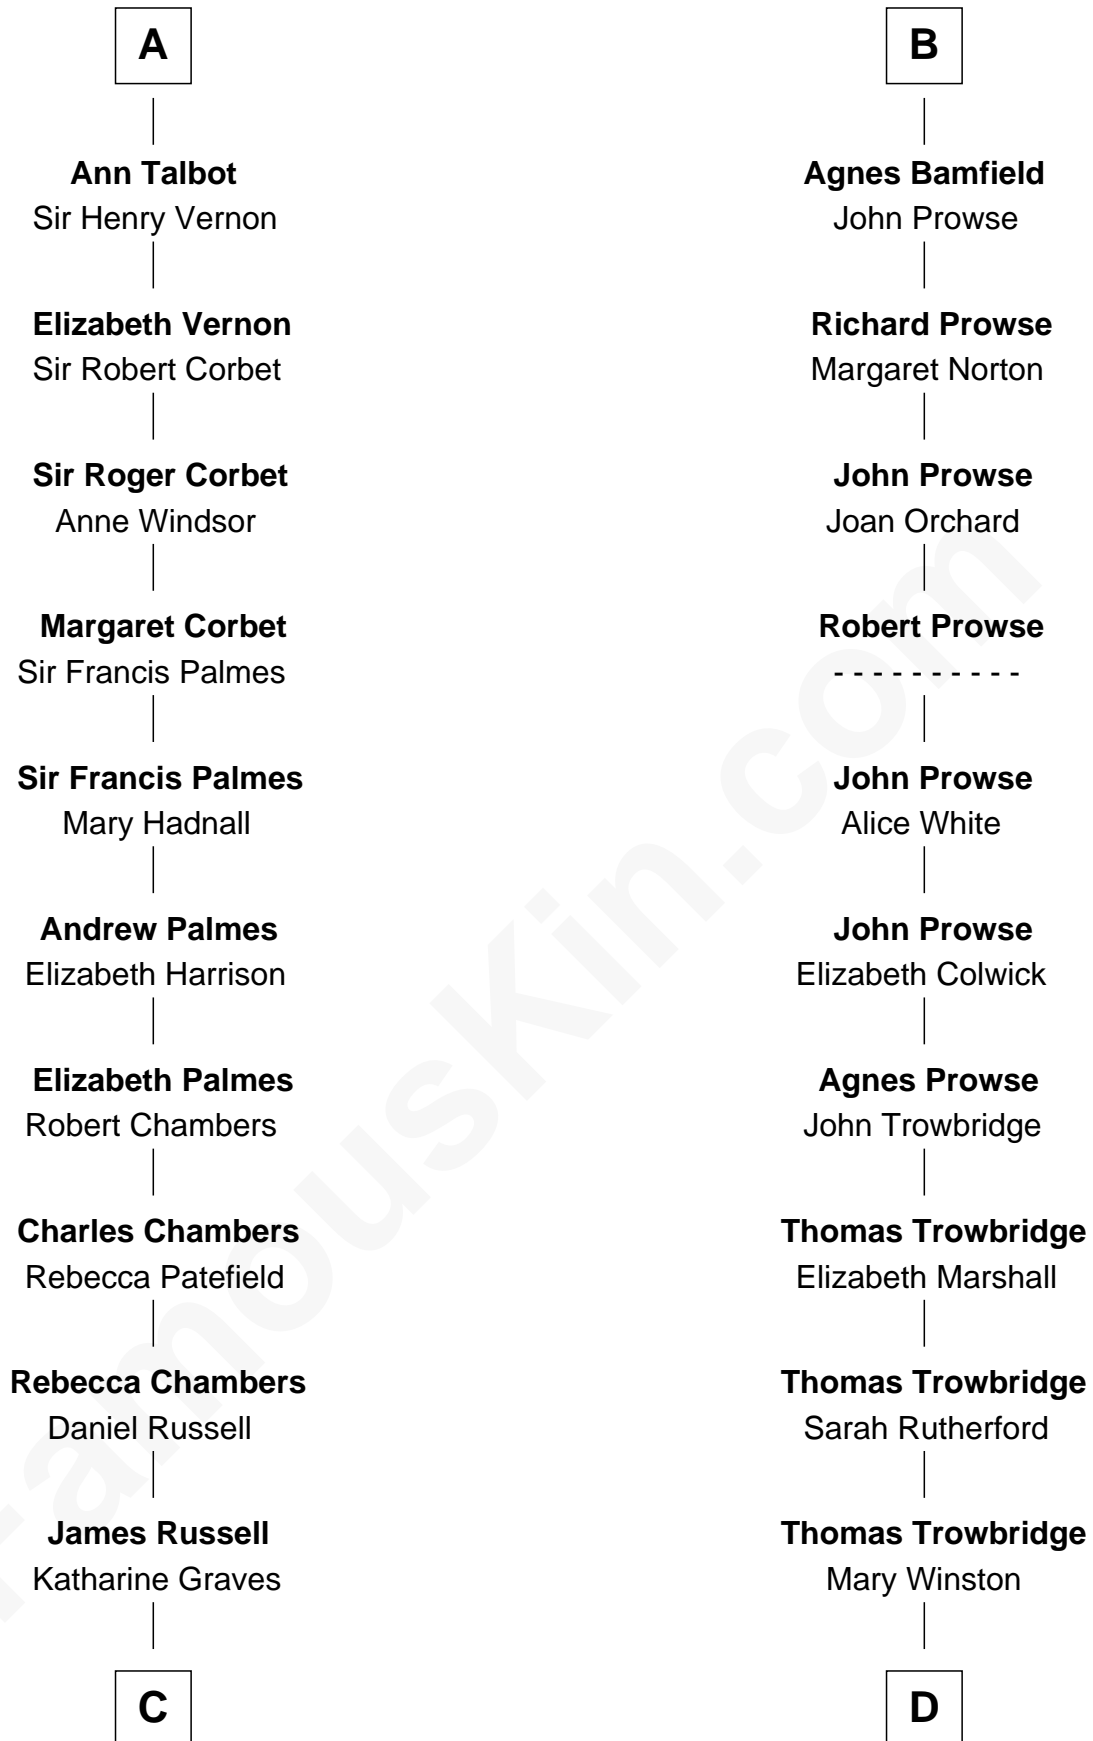 A
Ann Talbot
Sir Henry Vernon
Elizabeth Vernon
Sir Robert Corbet
Sir Roger Corbet
Anne Windsor
Margaret Corbet
Sir Francis Palmes
Sir Francis Palmes
Mary Hadnall
Andrew Palmes
Elizabeth Harrison
Elizabeth Palmes
Robert Chambers
Charles Chambers
Rebecca Patefield
Rebecca Chambers
Daniel Russell
James Russell
Katharine Graves
C
B
Agnes Bamfield
John Prowse
Richard Prowse
Margaret Norton
John Prowse
Joan Orchard
Robert Prowse
- - - - - - - - - -
John Prowse
Alice White
John Prowse
Elizabeth Colwick
Agnes Prowse
John Trowbridge
Thomas Trowbridge
Elizabeth Marshall
Thomas Trowbridge
Sarah Rutherford
Thomas Trowbridge
Mary Winston
D
FamousKin.com